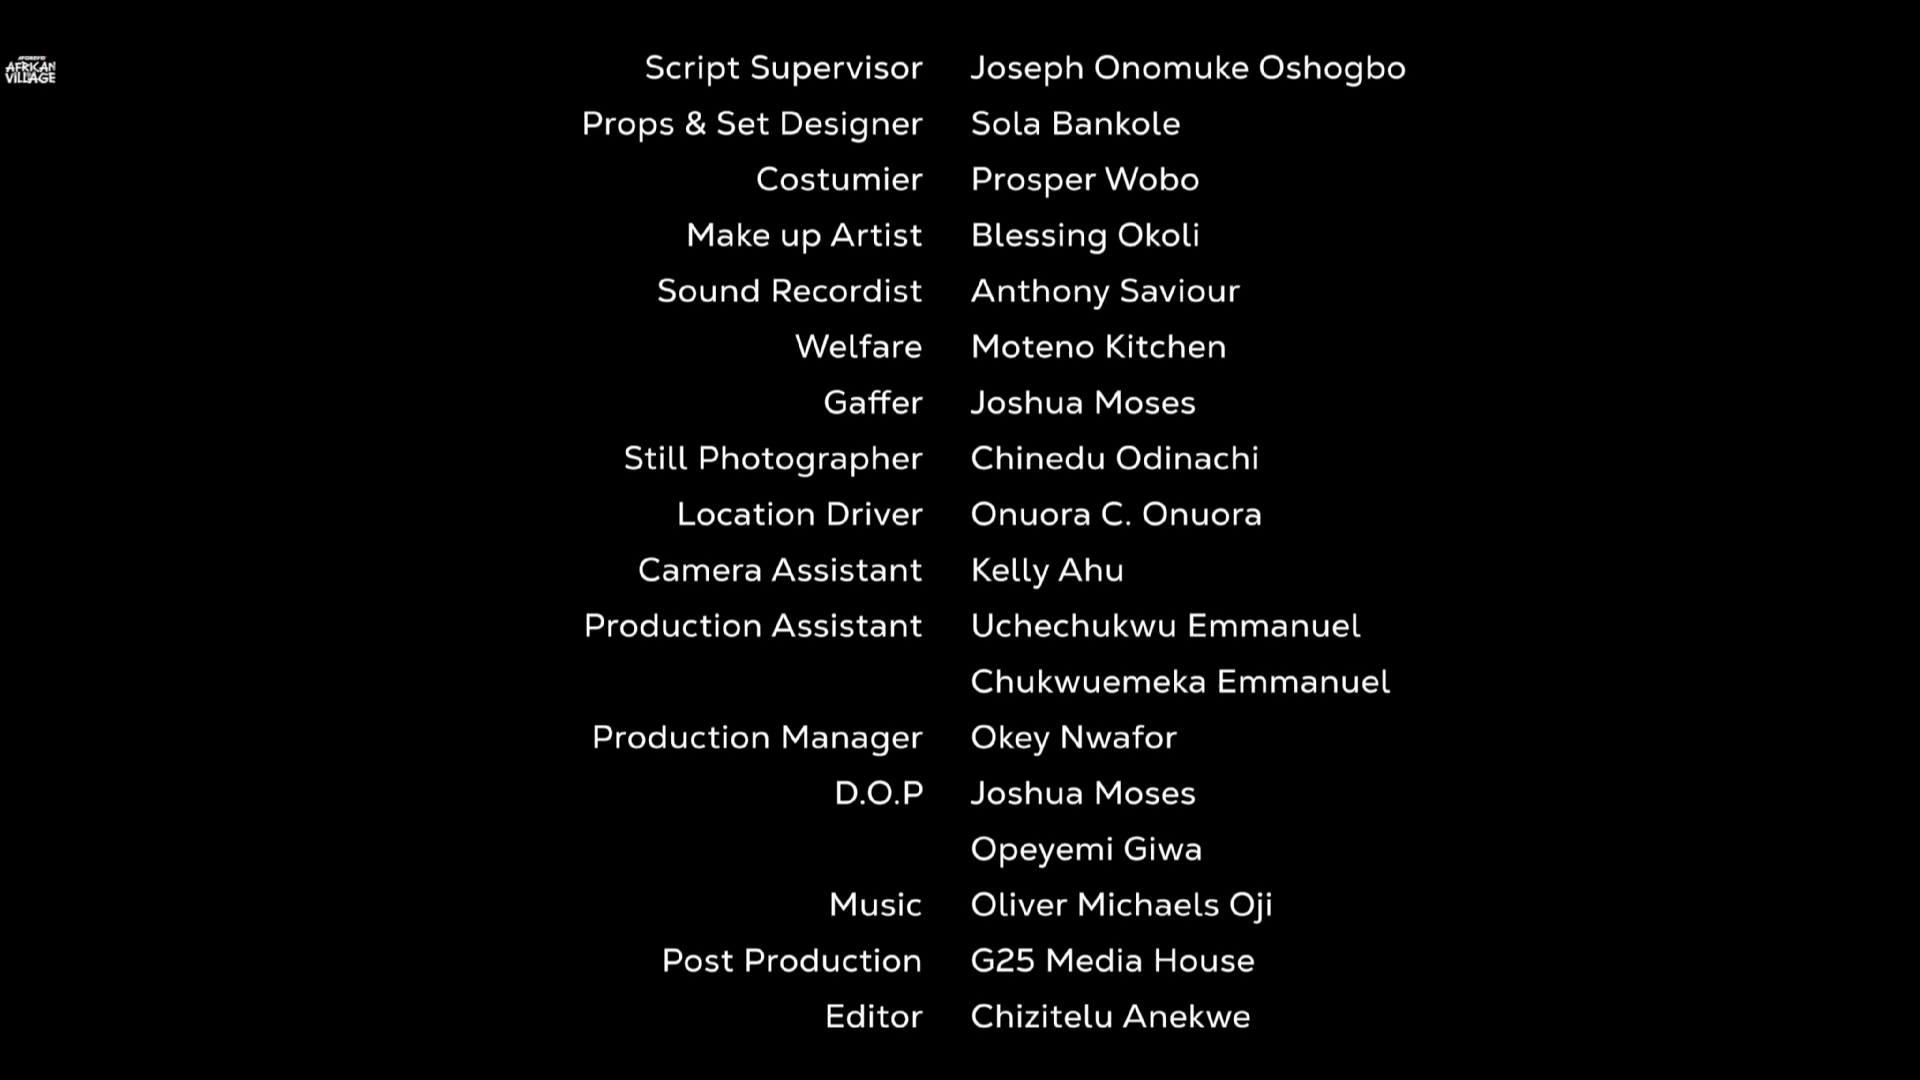 AFRICAN
VILLAGE
Script Supervisor Joseph Onomuke Oshogbo
Props & Set Designer Sola Bankole
Costumier Prosper Wobo
Make up Artist Blessing Okoli
Sound Recordist Anthony Saviour
Welfare Moteno Kitchen
Gaffer Joshua Moses
Still Photographer Chinedu Odinachi
Location Driver Onuora C. Onuora
Camera Assistant Kelly Ahu
Production Assistant Uchechukwu Emmanuel
Chukwuemeka Emmanuel
Production Manager Okey Nwafor
D.O.P Joshua Moses
Opeyemi Giwa
Music Oliver Michaels Oji
Post Production G25 Media House
Editor Chizitelu Anekwe